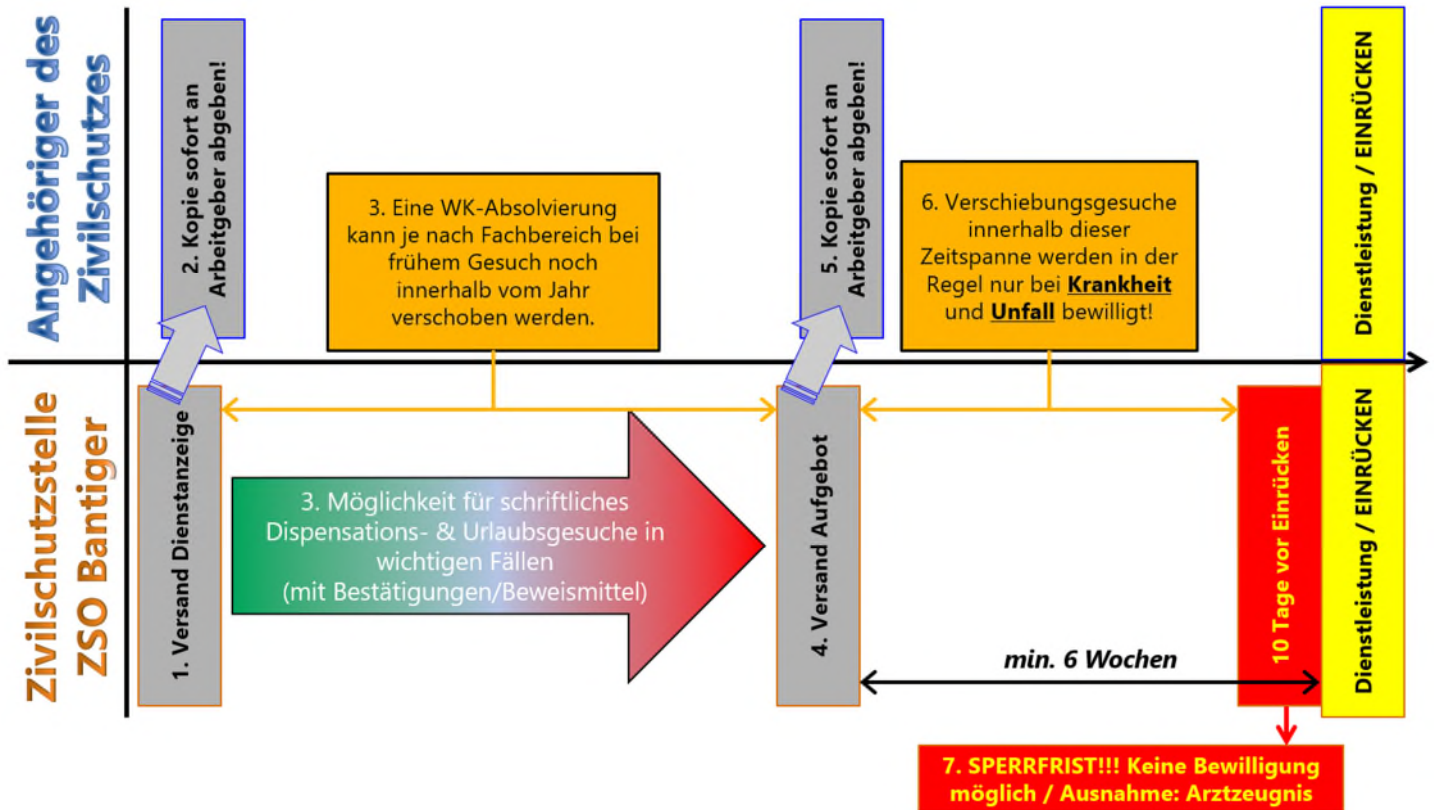 Angehöriger des
Zivilschutzes
2. Kopie sofort an
Arbeitgeber abgeben!
3. Eine WK-Absolvierung
kann je nach Fachbereich bei
frühem Gesuch noch
innerhalb vom Jahr
verschoben werden.
5. Kopie sofort an
Arbeitgeber abgeben!
6. Verschiebungsgesuche
innerhalb dieser
Zeitspanne werden in der
Regel nur bei Krankheit
und Unfall bewilligt!
Dienstleistung / EINRÜCKEN
Zivilschutzstelle
ZSO Bantiger
1. Versand Dienstanzeige
3. Möglichkeit für schriftliches
Dispensations- & Urlaubsgesuche in
wichtigen Fällen
(mit Bestätigungen/Beweismittel)
4. Versand Aufgebot
min. 6 Wochen
10 Tage vor Einrücken
Dienstleistung / EINRÜCKEN
7. SPERRFRIST!!! Keine Bewilligung
möglich / Ausnahme: Arztzeugnis